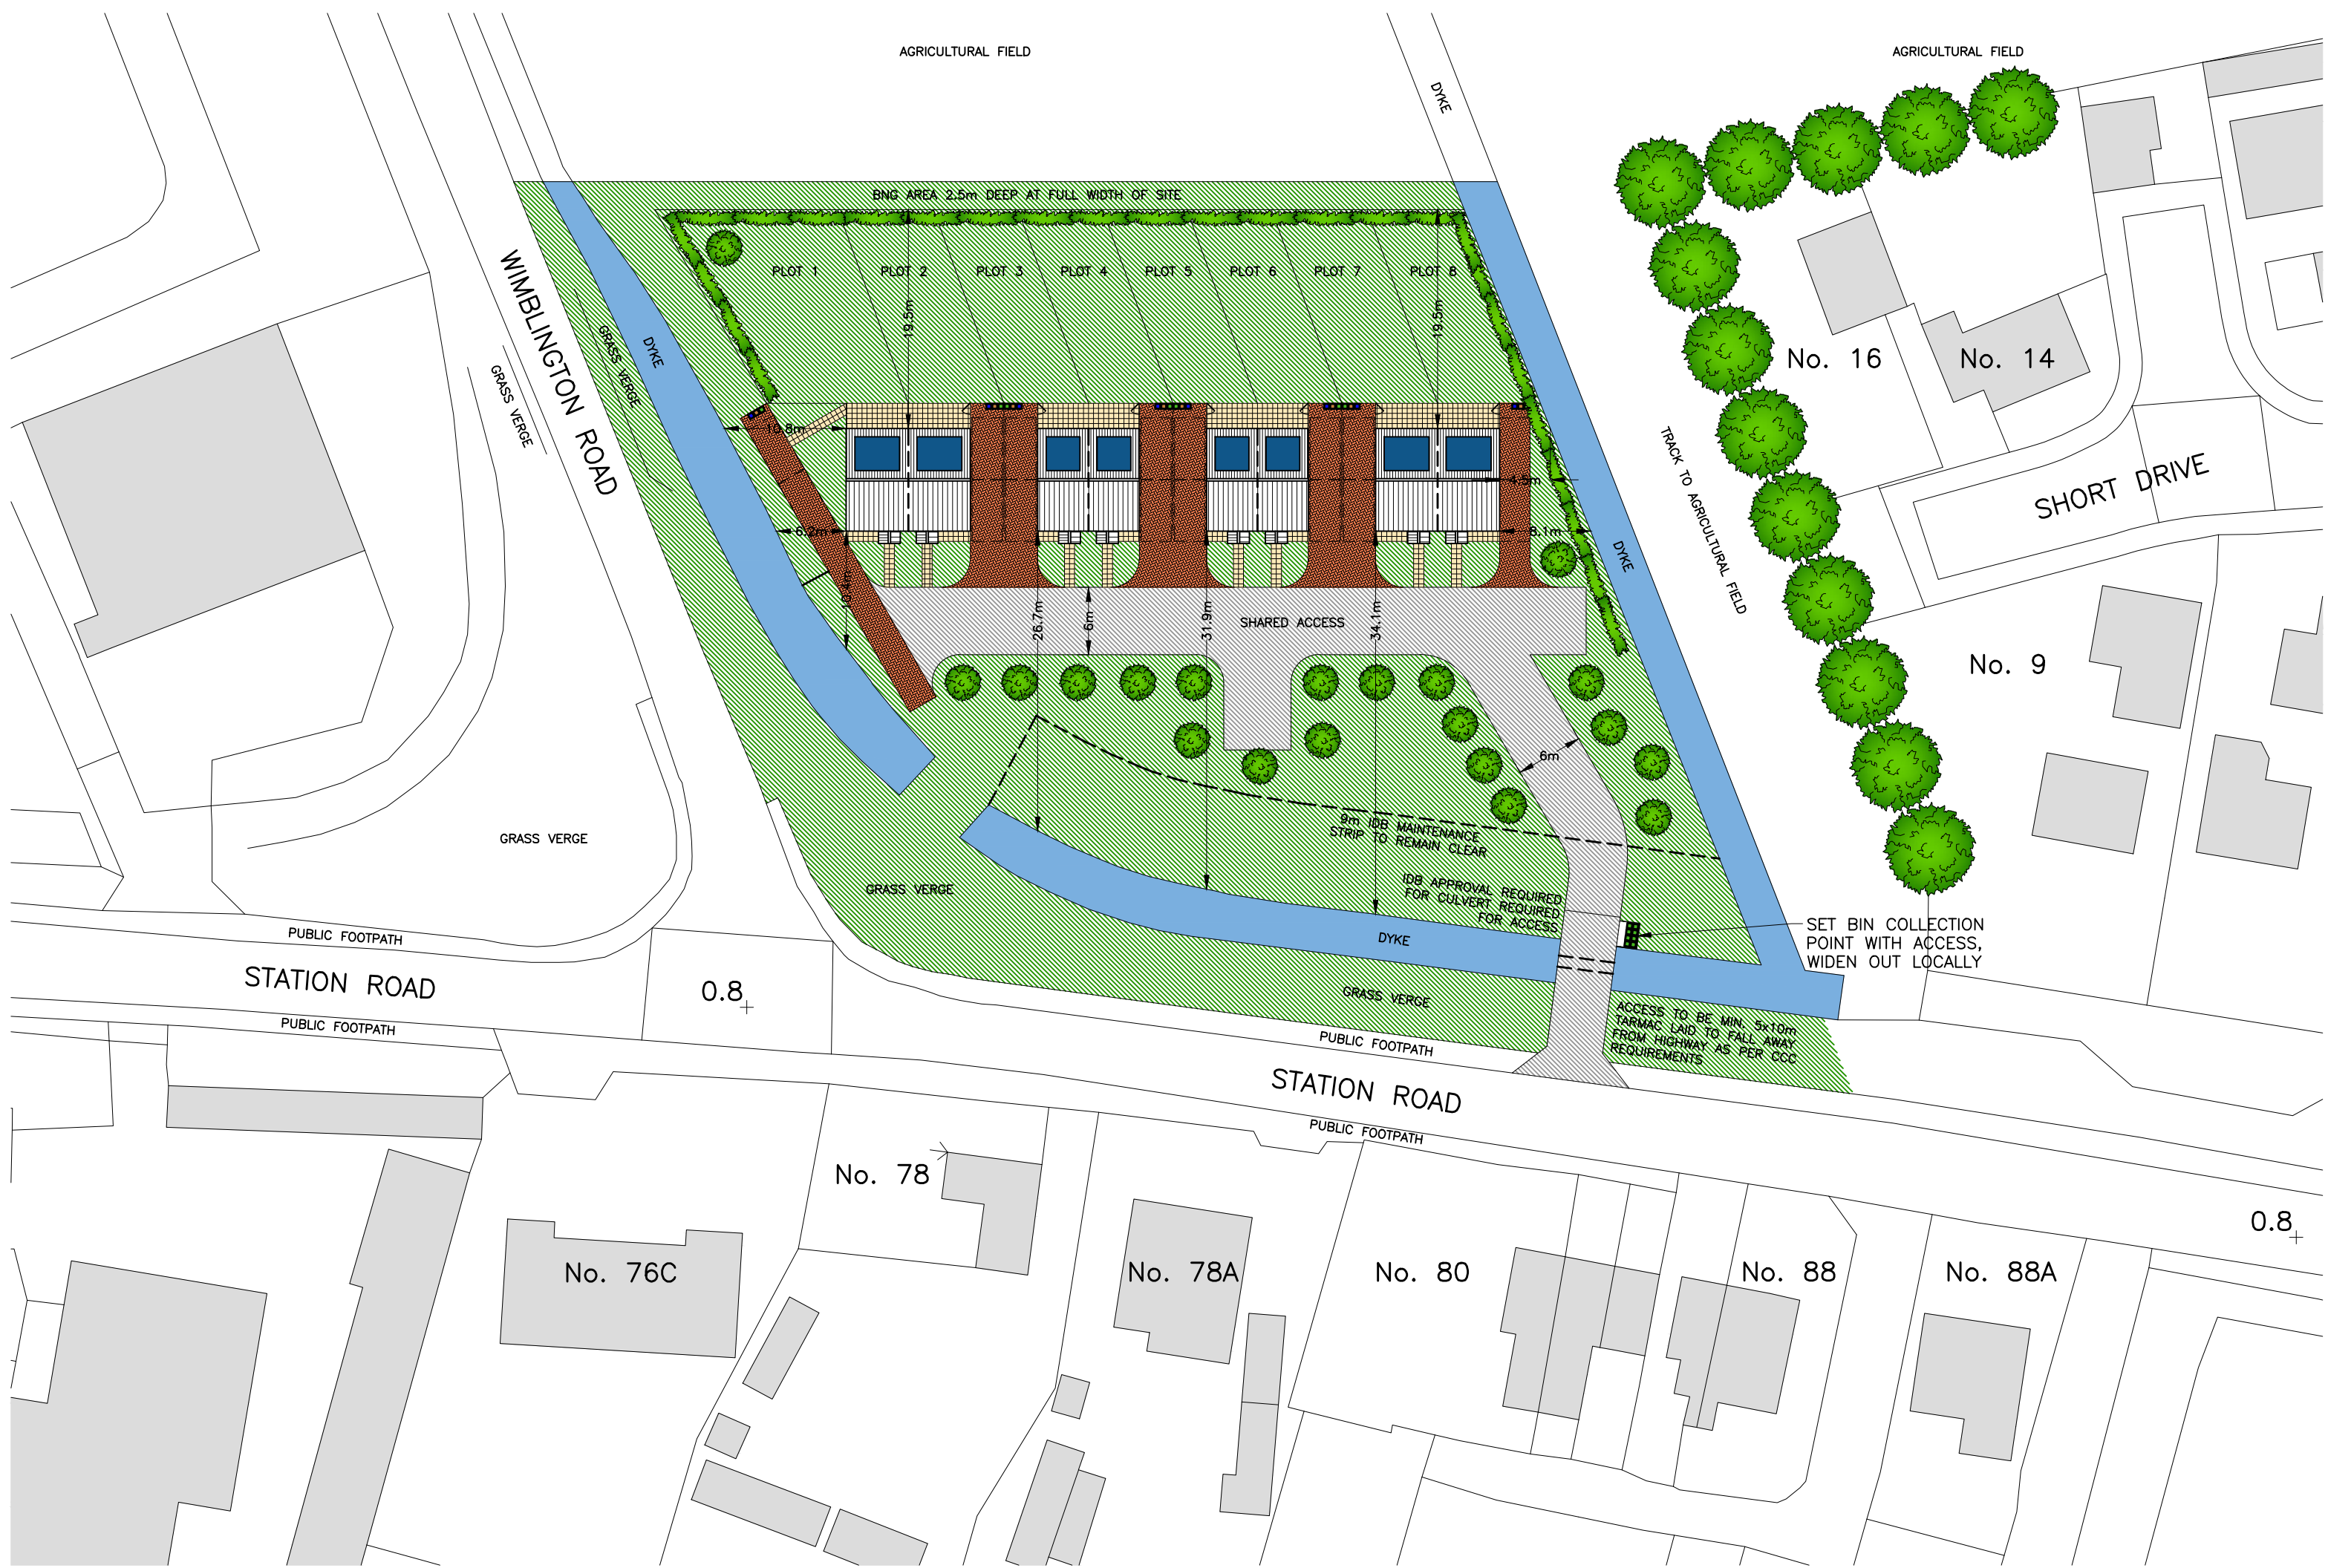 AGRICULTURAL FIELD
AGRICULTURAL FIELD
DYKE
BNG AREA 2.5m DEEP AT FULL WIDTH OF SITE
WIMBLINGTON ROAD
GRASS VERGE
GRASS VERGE
DYKE
PLOT 1
PLOT 2
PLOT 3
PLOT 4
PLOT 5
PLOT 6
PLOT 7
PLOT 8
19.5m
19.5m
No. 16
No. 14
SHORT DRIVE
TRACK TO AGRICULTURAL FIELD
10.8m
4.5m
6.2m
8.1m
DYKE
10.4m
26.7m
6m
31.9m
SHARED ACCESS
34.1m
No. 9
6m
9m IDB MAINTENANCE
STRIP TO REMAIN CLEAR
GRASS VERGE
GRASS VERGE
IDB APPROVAL REQUIRED
FOR CULVERT REQUIRED
FOR ACCESS
SET BIN COLLECTION
POINT WITH ACCESS,
WIDEN OUT LOCALLY
PUBLIC FOOTPATH
DYKE
STATION ROAD
0.8
GRASS VERGE
ACCESS TO BE MIN. 5x10m
TARMAC LAID TO FALL AWAY
FROM HIGHWAY AS PER CCC
REQUIREMENTS
PUBLIC FOOTPATH
PUBLIC FOOTPATH
STATION ROAD
PUBLIC FOOTPATH
No. 78
0.8
No. 76C
No. 78A
No. 80
No. 88
No. 88A